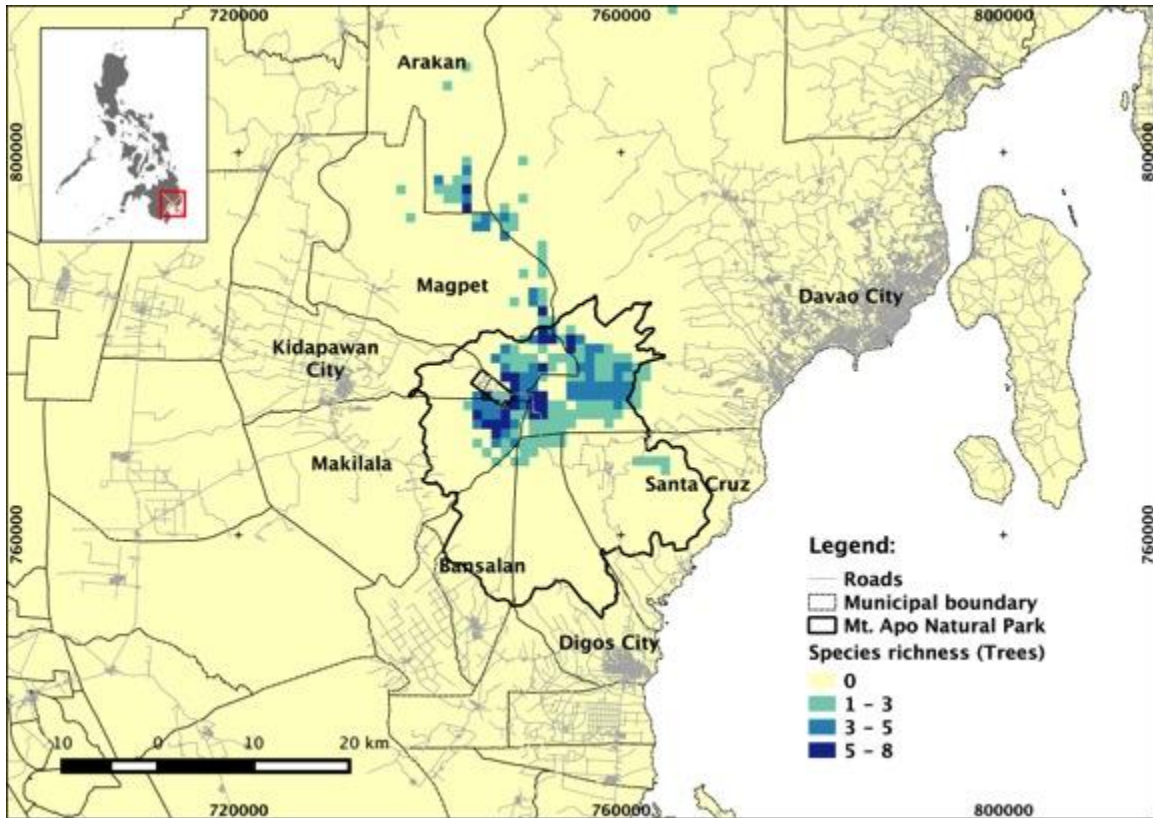 720000
760000
800000
Arakan
800000
800000
Magpet
Davao City
Kidapawan
City
Makilala
Santa Cruz
760000
760000
Bansalan
Digos City
Legend:
Roads
Municipal boundary
Mt. Apo Natural Park
Species richness (Trees)
0
1 – 3
3 – 5
5 – 8
10 0 10 20 km
720000
760000
800000